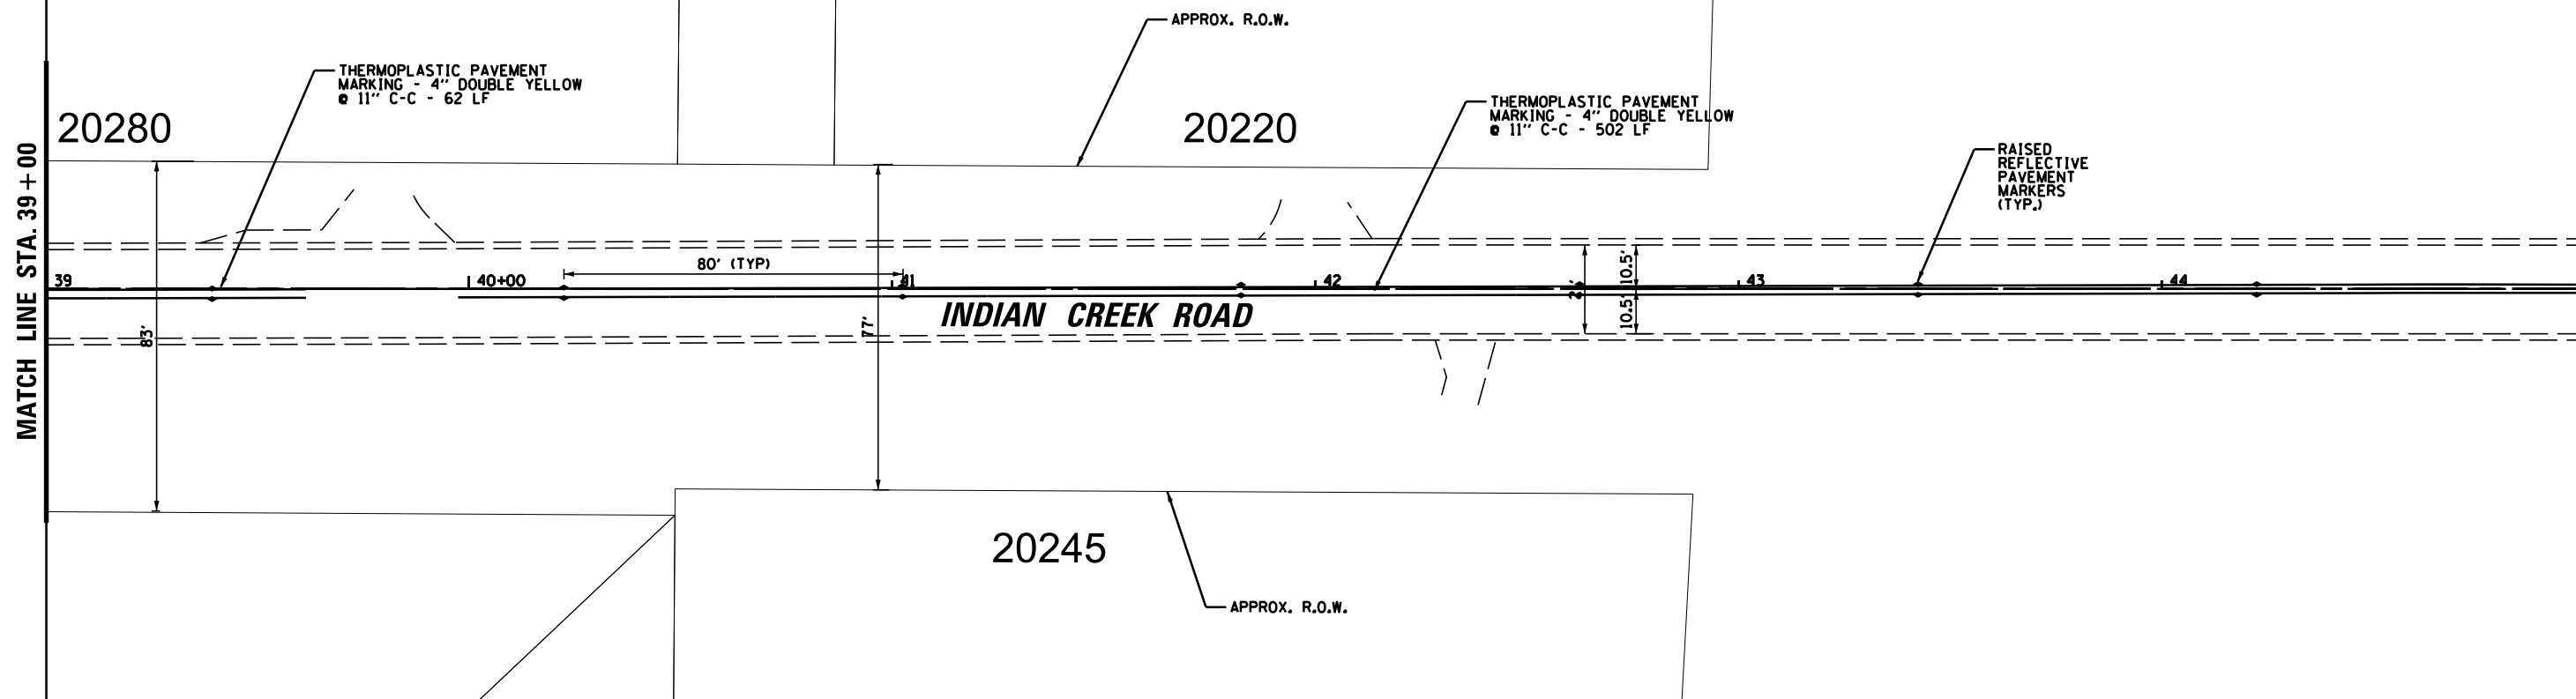 APPROX. R.O.W.
THERMOPLASTIC PAVEMENT
MARKING - 4" DOUBLE YELLOW
@ 11" C-C - 62 LF
20280
THERMOPLASTIC PAVEMENT
MARKING - 4" DOUBLE YELLOW
@ 11" C-C - 502 LF
20220
RAISED
REFLECTIVE
PAVEMENT
MARKERS
(TYP.)
MATCH LINE STA. 39+00
39
40+00
80' (TYP)
41
42
43
44
10.5'
10.5'
83'
77'
INDIAN CREEK ROAD
20245
APPROX. R.O.W.